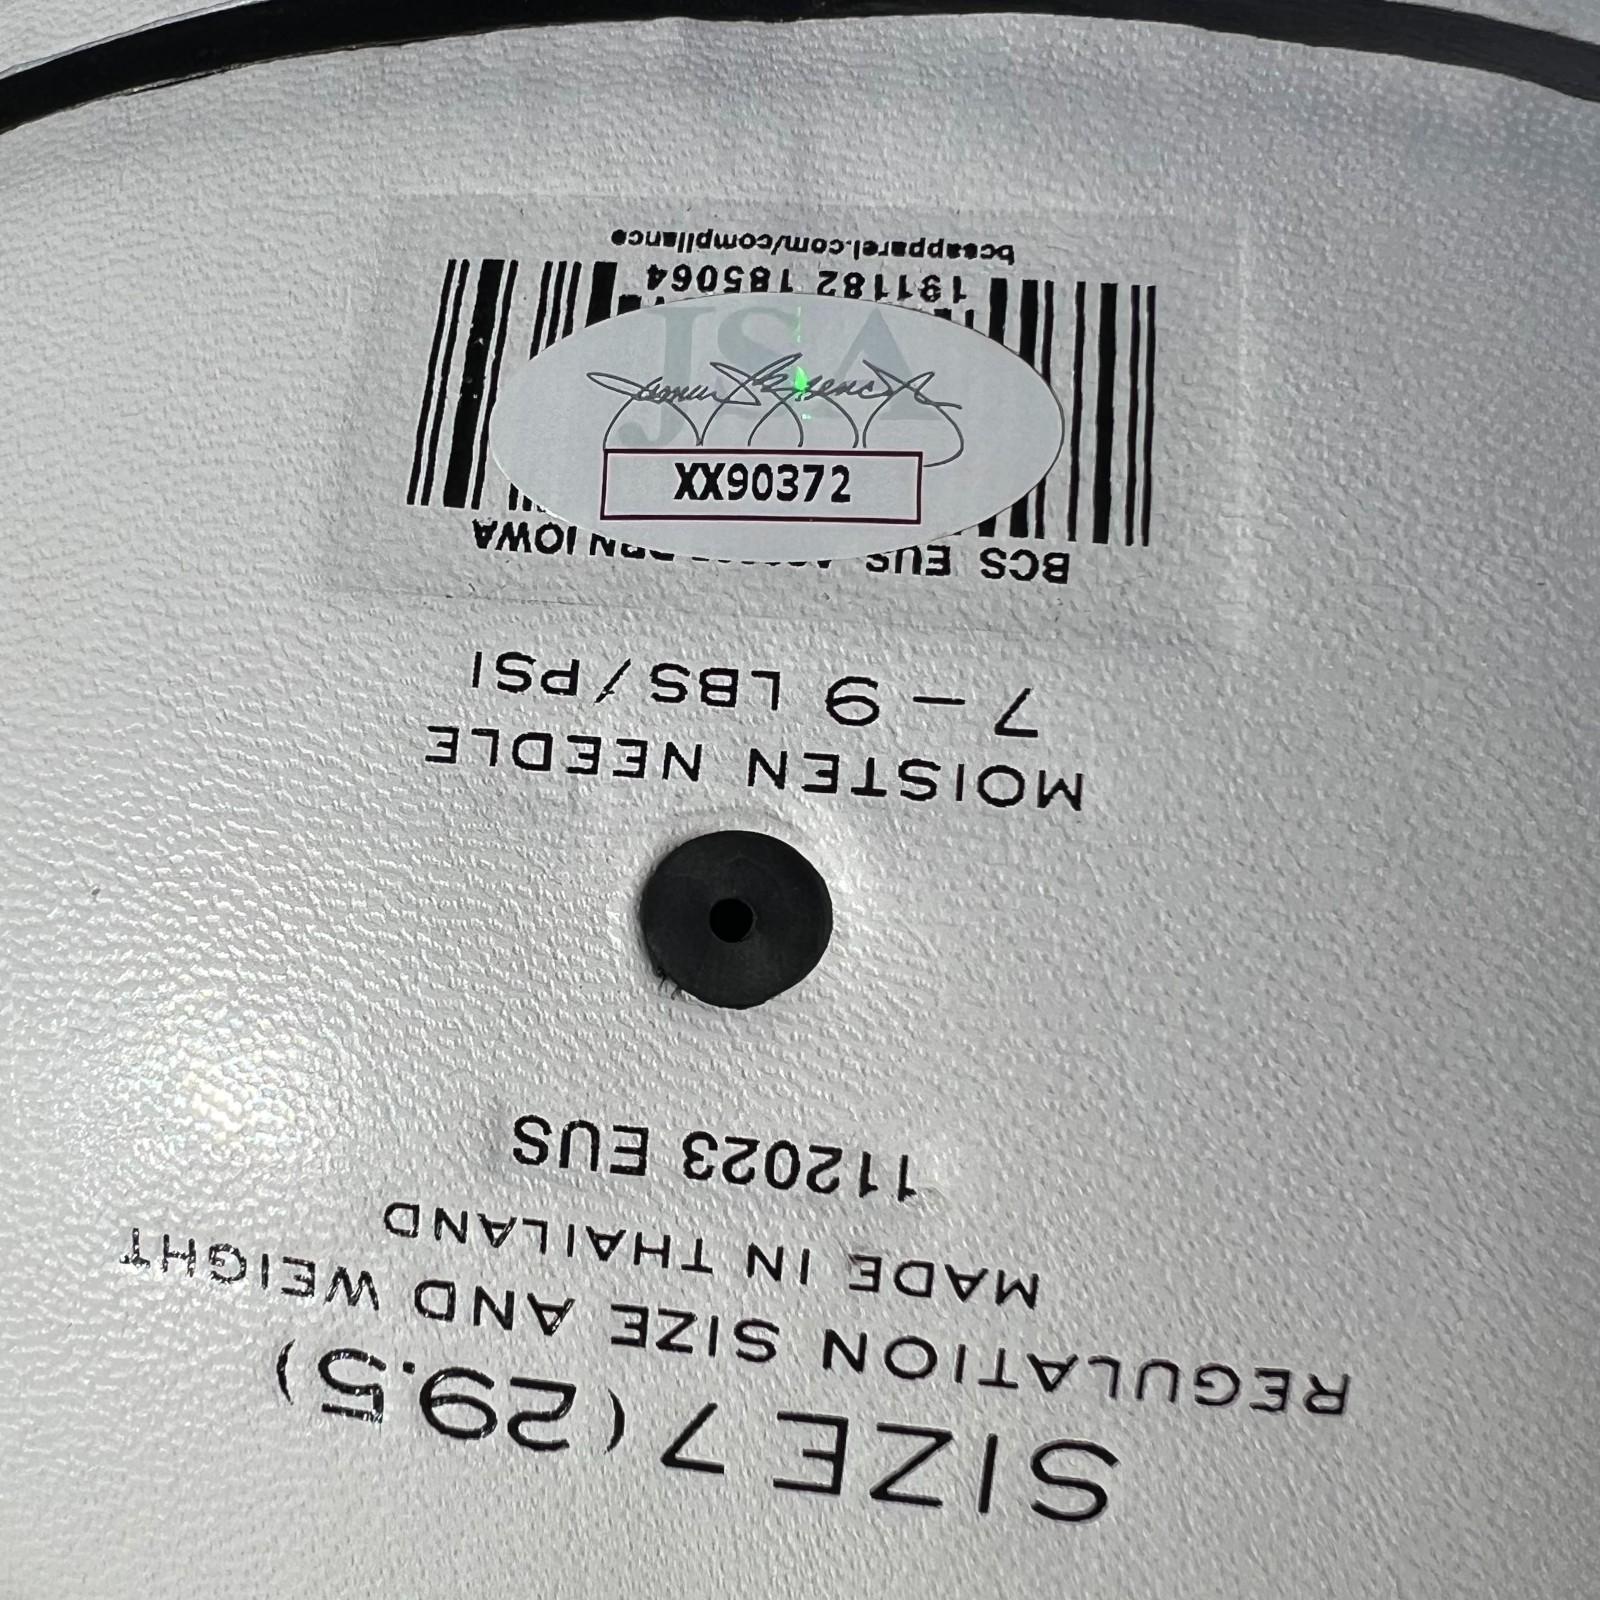 SIZE 7 (29.5)
REGULATION SIZE AND WEIGHT
MADE IN THAILAND
112023 EUS
MOISTEN NEEDLE
7-9 LBS/PSI
BCS EUS IOWA
191182 185064
bcsapparel.com/compliance
JSA
XX90372